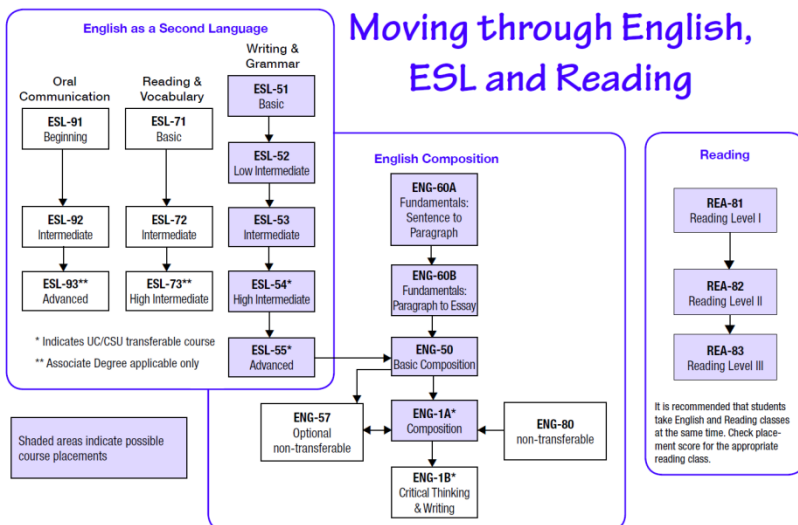 Moving through English,
ESL and Reading
English as a Second Language
Oral
Communication
ESL-91
Beginning
ESL-92
Intermediate
ESL-93**
Advanced
Reading &
Vocabulary
ESL-71
Basic
ESL-72
Intermediate
ESL-73**
High Intermediate
Writing &
Grammar
ESL-51
Basic
ESL-52
Low Intermediate
ESL-53
Intermediate
ESL-54*
High Intermediate
ESL-55*
Advanced
* Indicates UC/CSU transferable course
** Associate Degree applicable only
Shaded areas indicate possible
course placements
English Composition
ENG-60A
Fundamentals:
Sentence to
Paragraph
ENG-60B
Fundamentals:
Paragraph to Essay
ENG-50
Basic Composition
ENG-57
Optional
non-transferable
ENG-1A*
Composition
ENG-80
non-transferable
ENG-1B*
Critical Thinking
& Writing
Reading
REA-81
Reading Level I
REA-82
Reading Level II
REA-83
Reading Level III
It is recommended that students
take English and Reading classes
at the same time. Check place-
ment score for the appropriate
reading class.